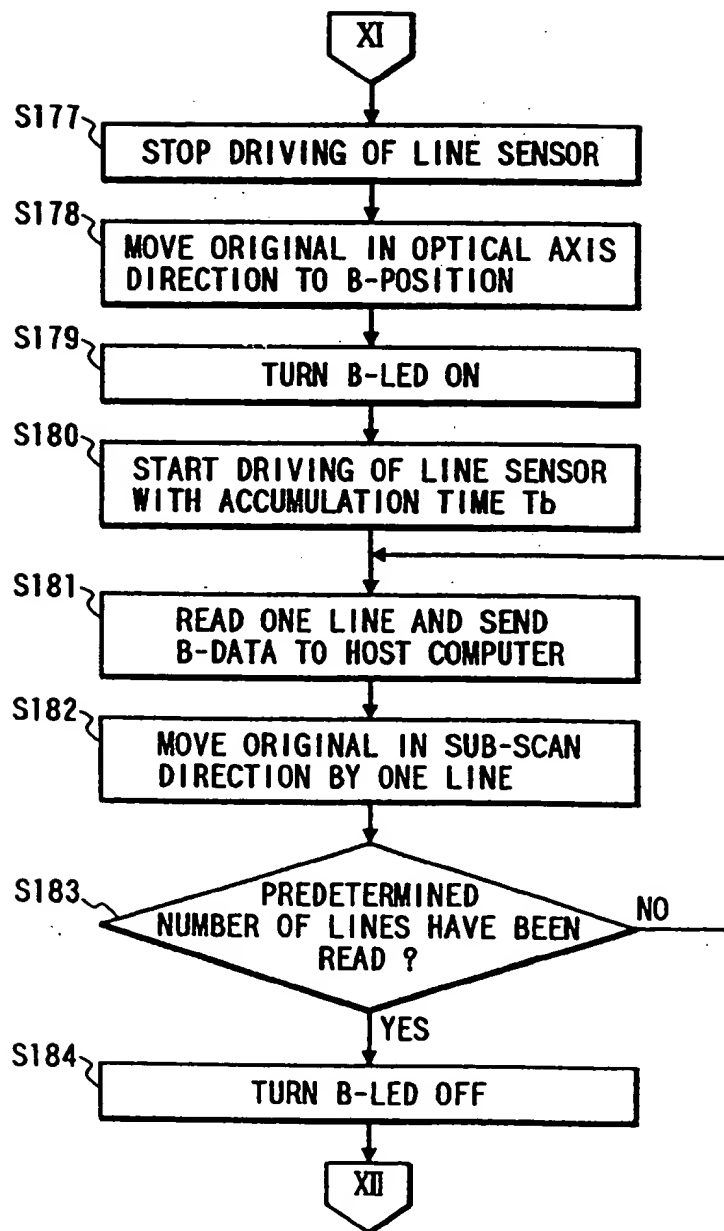 XI
S177
STOP DRIVING OF LINE SENSOR
S178
MOVE ORIGINAL IN OPTICAL AXIS
DIRECTION TO B-POSITION
S179
TURN B-LED ON
S180
START DRIVING OF LINE SENSOR
WITH ACCUMULATION TIME Tb
S181
READ ONE LINE AND SEND
B-DATA TO HOST COMPUTER
S182
MOVE ORIGINAL IN SUB-SCAN
DIRECTION BY ONE LINE
S183
PREDETERMINED
NUMBER OF LINES HAVE BEEN
READ ?
NO
YES
S184
TURN B-LED OFF
XII